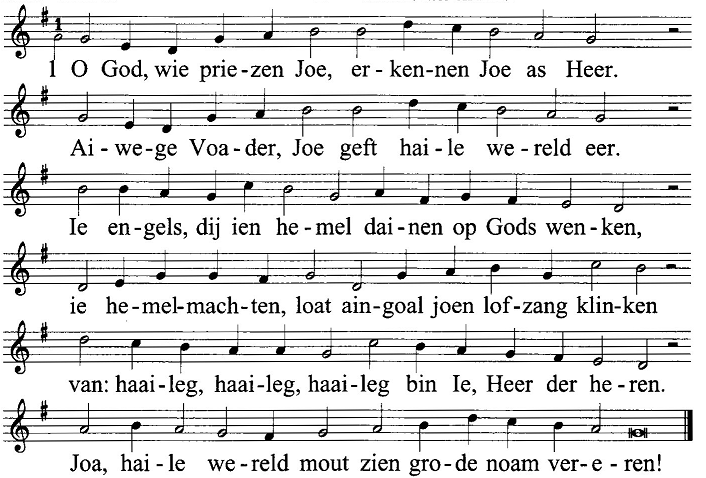 1
1 O God, wie prie-zen Joe, er-ken-nen Joe as Heer.
Ai-we-ge Voa-der, Joe geft hai-le we-reld eer.
Ie en-gels, dij ien he-mel dai-nen op Gods wen-ken,
ie he-mel-mach-ten, loat ain-goal joen lof-zang klin-ken
van: haai-leg, haai-leg, haai-leg bin Ie, Heer der he-ren.
Joa, hai-le we-reld mout zien gro-de noam ver-e-ren!